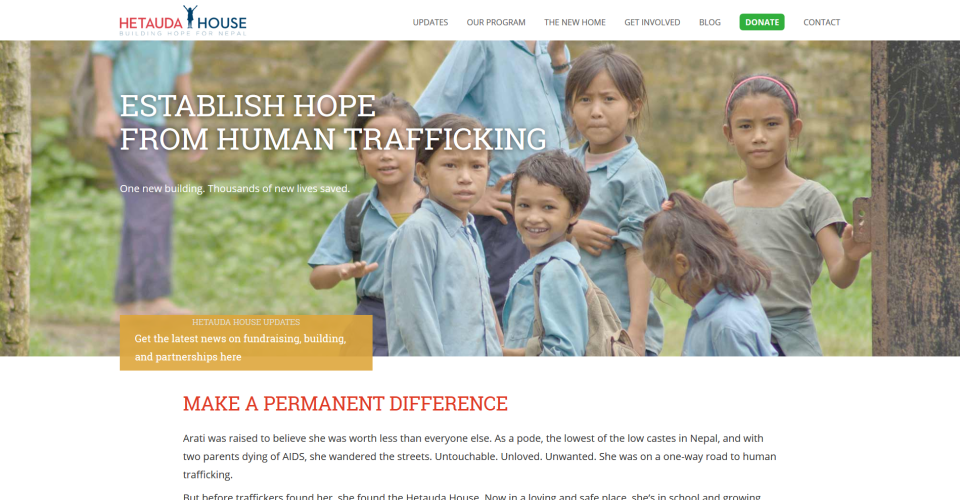 HETAUDA HOUSE
BUILDING HOPE FOR NEPAL
UPDATES OUR PROGRAM THE NEW HOME GET INVOLVED BLOG DONATE CONTACT
ESTABLISH HOPE
FROM HUMAN TRAFFICKING
One new building. Thousands of new lives saved.
HETAUDA HOUSE UPDATES
Get the latest news on fundraising, building,
and partnerships here
MAKE A PERMANENT DIFFERENCE
Arati was raised to believe she was worth less than everyone else. As a pode, the lowest of the low castes in Nepal, and with
two parents dying of AIDS, she wandered the streets. Untouchable. Unloved. Unwanted. She was on a one-way road to human
trafficking.
But before traffickers found her, she found the Hetauda House. Now in a loving and safe place, she's in school and growing